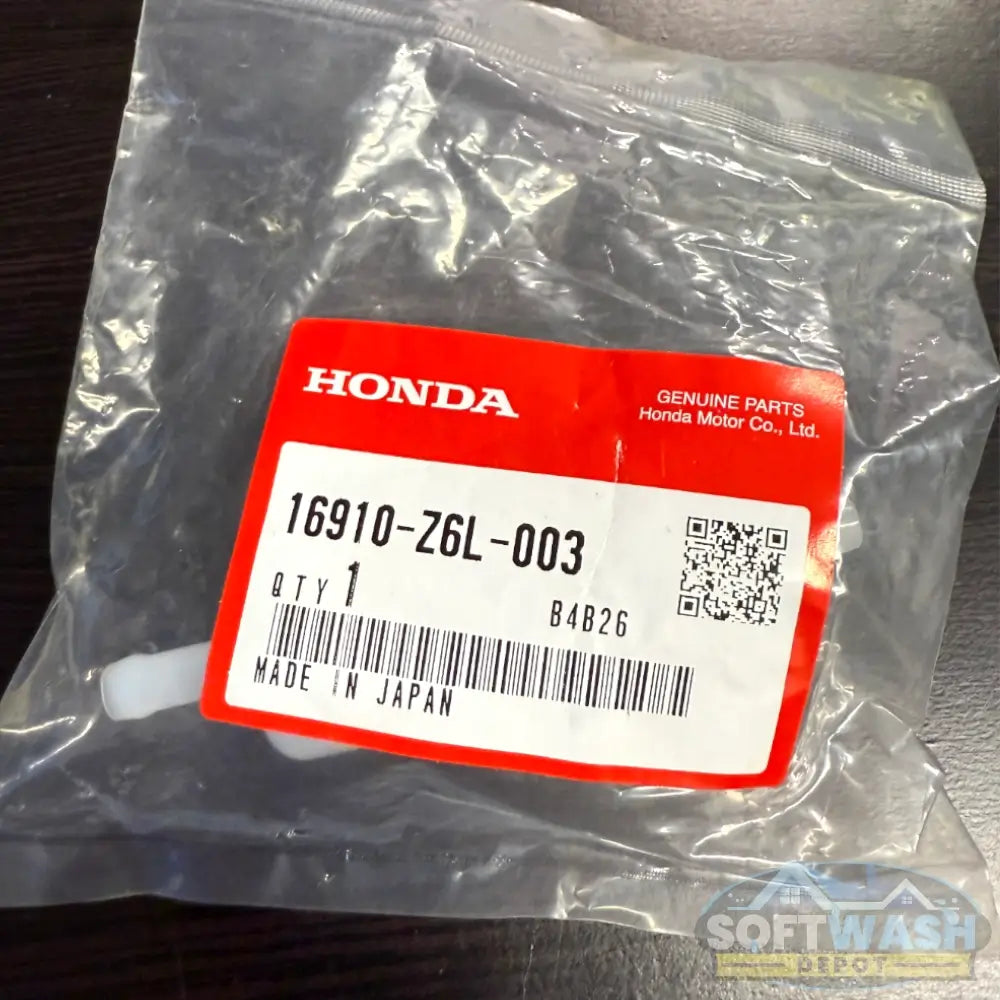 HONDA
GENUINE PARTS
Honda Motor Co., Ltd.
16910-Z6L-003
QTY 1
B4B26
MADE IN JAPAN
SOFTWASH
DEPOT